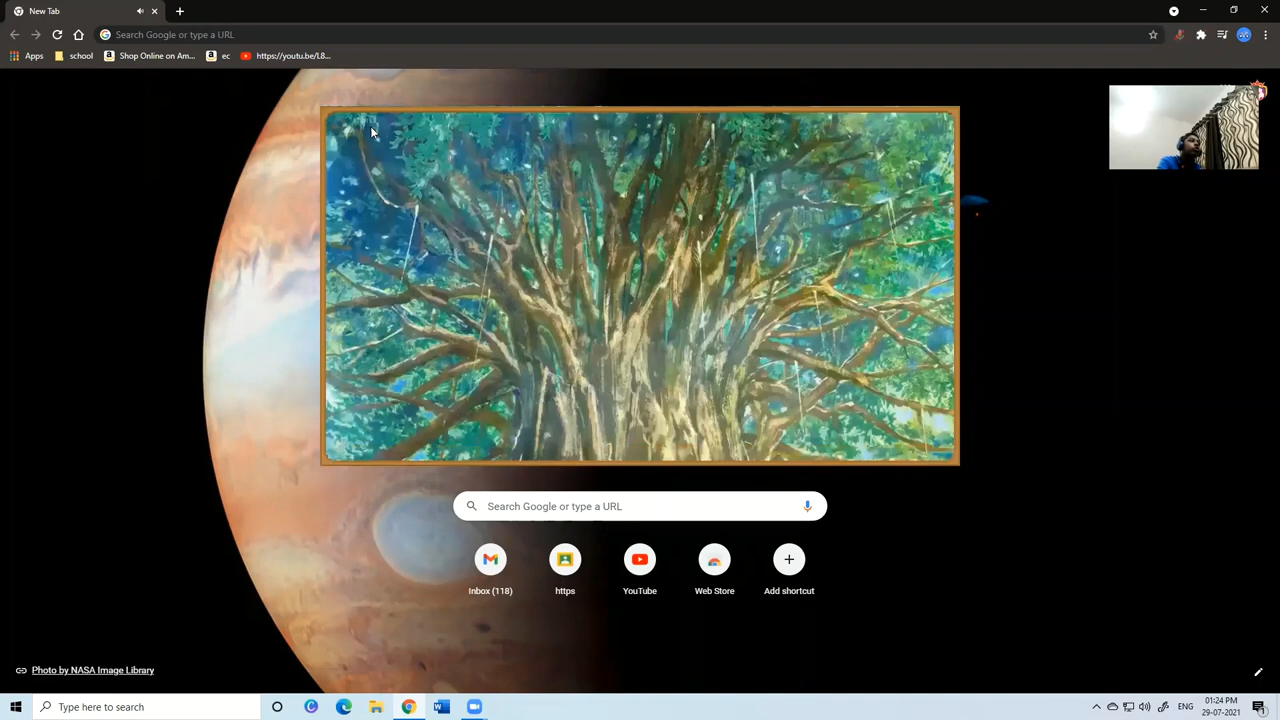 New Tab
Search Google or type a URL
Apps
school
Shop Online on Am...
ec
https://youtu.be/L8...
Search Google or type a URL
Inbox (118)
https
YouTube
Web Store
Add shortcut
Photo by NASA Image Library
Type here to search
ENG
01:24 PM
29-07-2021